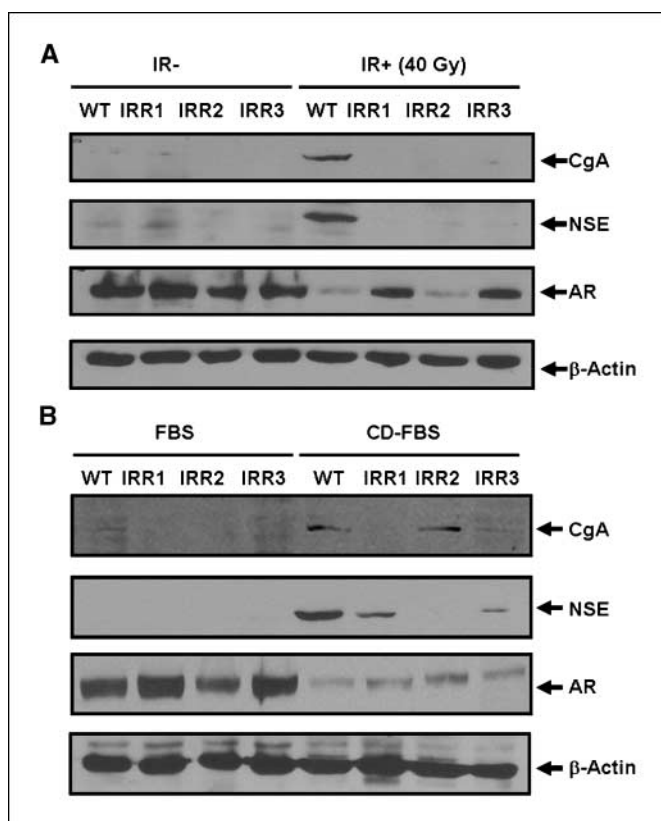 A
IR- IR+ (40 Gy)
WT IRR1 IRR2 IRR3 WT IRR1 IRR2 IRR3
CgA
NSE
AR
β-Actin
B
FBS CD-FBS
WT IRR1 IRR2 IRR3 WT IRR1 IRR2 IRR3
CgA
NSE
AR
β-Actin